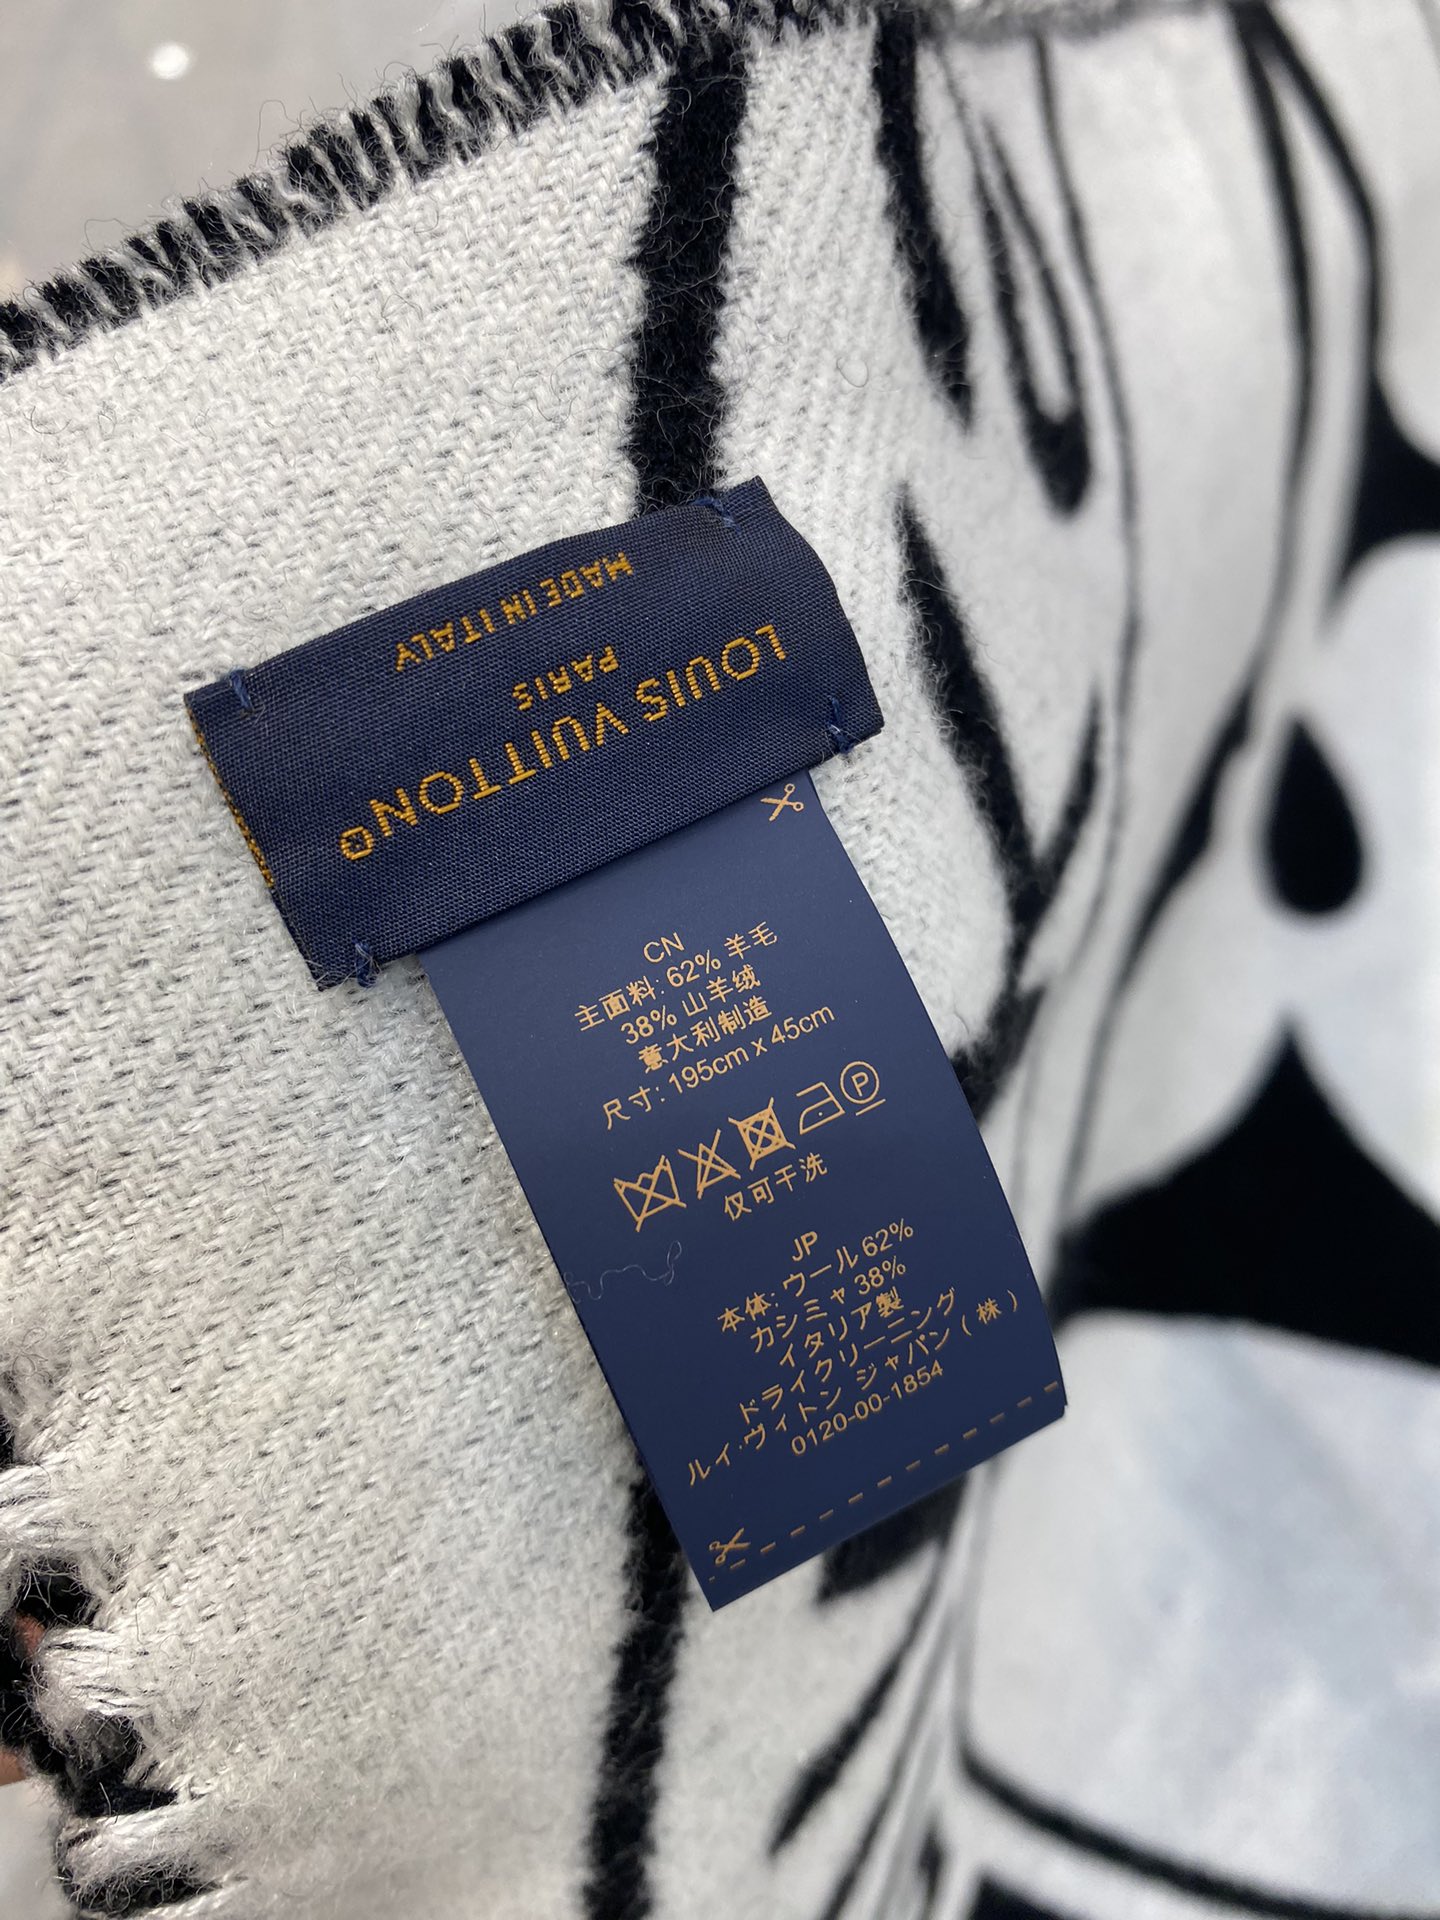 LOUIS VUITTON®
PARIS
MADE IN ITALY
CN
主面料: 62% 羊毛
38% 山羊绒
意大利制造
尺寸: 195cm x 45cm
P
仅可干洗
JP
本体: ウール 62%
カシミャ 38%
イタリア製
ドライクリーニング
ルイ·ヴィトン ジャパン ( 株 )
0120-00-1854